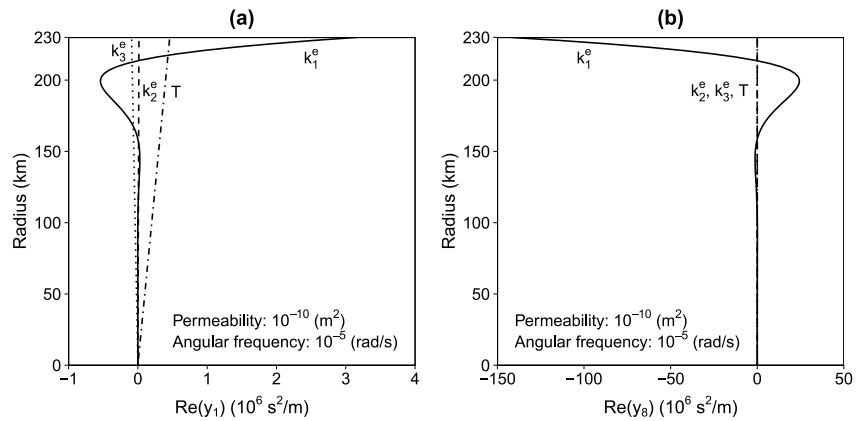 (a)
230
200
150
100
50
0
Radius (km)
k₃ᵉ
k₂ᵉ
T
k₁ᵉ
Permeability: 10⁻¹⁰ (m²)
Angular frequency: 10⁻⁵ (rad/s)
−1
0
1
2
3
4
Re(y₁) (10⁶ s²/m)
(b)
230
200
150
100
50
0
Radius (km)
k₁ᵉ
k₂ᵉ, k₃ᵉ, T
Permeability: 10⁻¹⁰ (m²)
Angular frequency: 10⁻⁵ (rad/s)
−150
−100
−50
0
50
Re(y₈) (10⁶ s²/m)